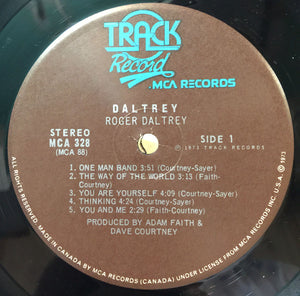 TRACK
Record
MCA RECORDS
DALTREY
ROGER DALTREY
STEREO
MCA 328
(MCA 88)
SIDE 1
℗ 1973 TRACK RECORDS
1. ONE MAN BAND 3:51 (Courtney-Sayer)
2. THE WAY OF THE WORLD 3:13 (Faith-
Courtney)
3. YOU ARE YOURSELF 4:09 (Courtney-Sayer)
4. THINKING 4:24 (Courtney-Sayer)
5. YOU AND ME 2:29 (Faith-Courtney)
PRODUCED BY ADAM FAITH &
DAVE COURTNEY
MADE IN CANADA BY MCA RECORDS (CANADA) UNDER LICENSE FROM MCA RECORDS INC. U.S.A. © 1973